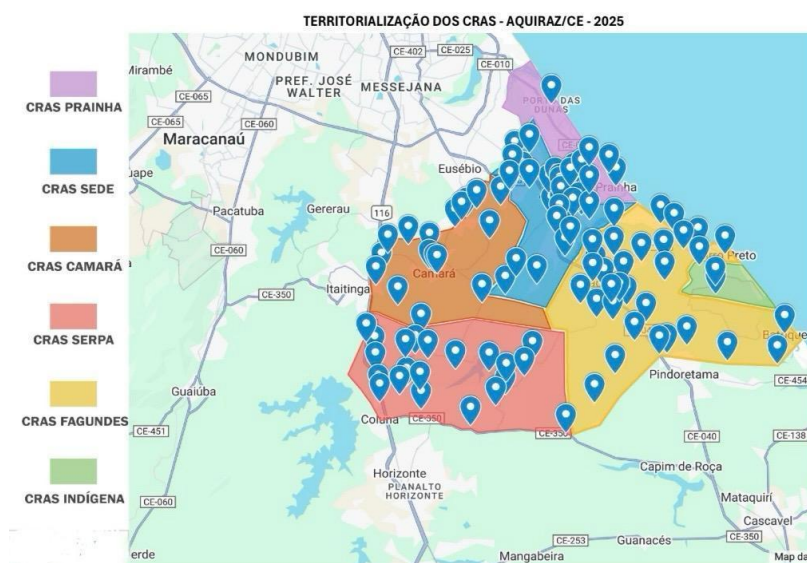 TERRITORIALIZAÇÃO DOS CRAS - AQUIRAZ/CE - 2025
CRAS PRAINHA
CRAS SEDE
CRAS CAMARÁ
CRAS SERPA
CRAS FAGUNDES
CRAS INDÍGENA
MONDUBIM
CE-402
CE-025
CE-010
Mirambé
PREF. JOSÉ
WALTER
MESSEJANA
CE-065
CE-060
CE-065
Maracanaú
Eusébio
Prainha
Pacatuba
Gererau
116
CE-060
Camará
Itaitinga
CE-350
Pindoretama
CE-454
Guaiúba
CE-350
CE-451
CE-040
CE-138
Horizonte
PLANALTO
HORIZONTE
Capim de Roça
CE-060
Mataquirí
Cascavel
CE-253
Guanacés
CE-350
erde
Mangabeira
Map da